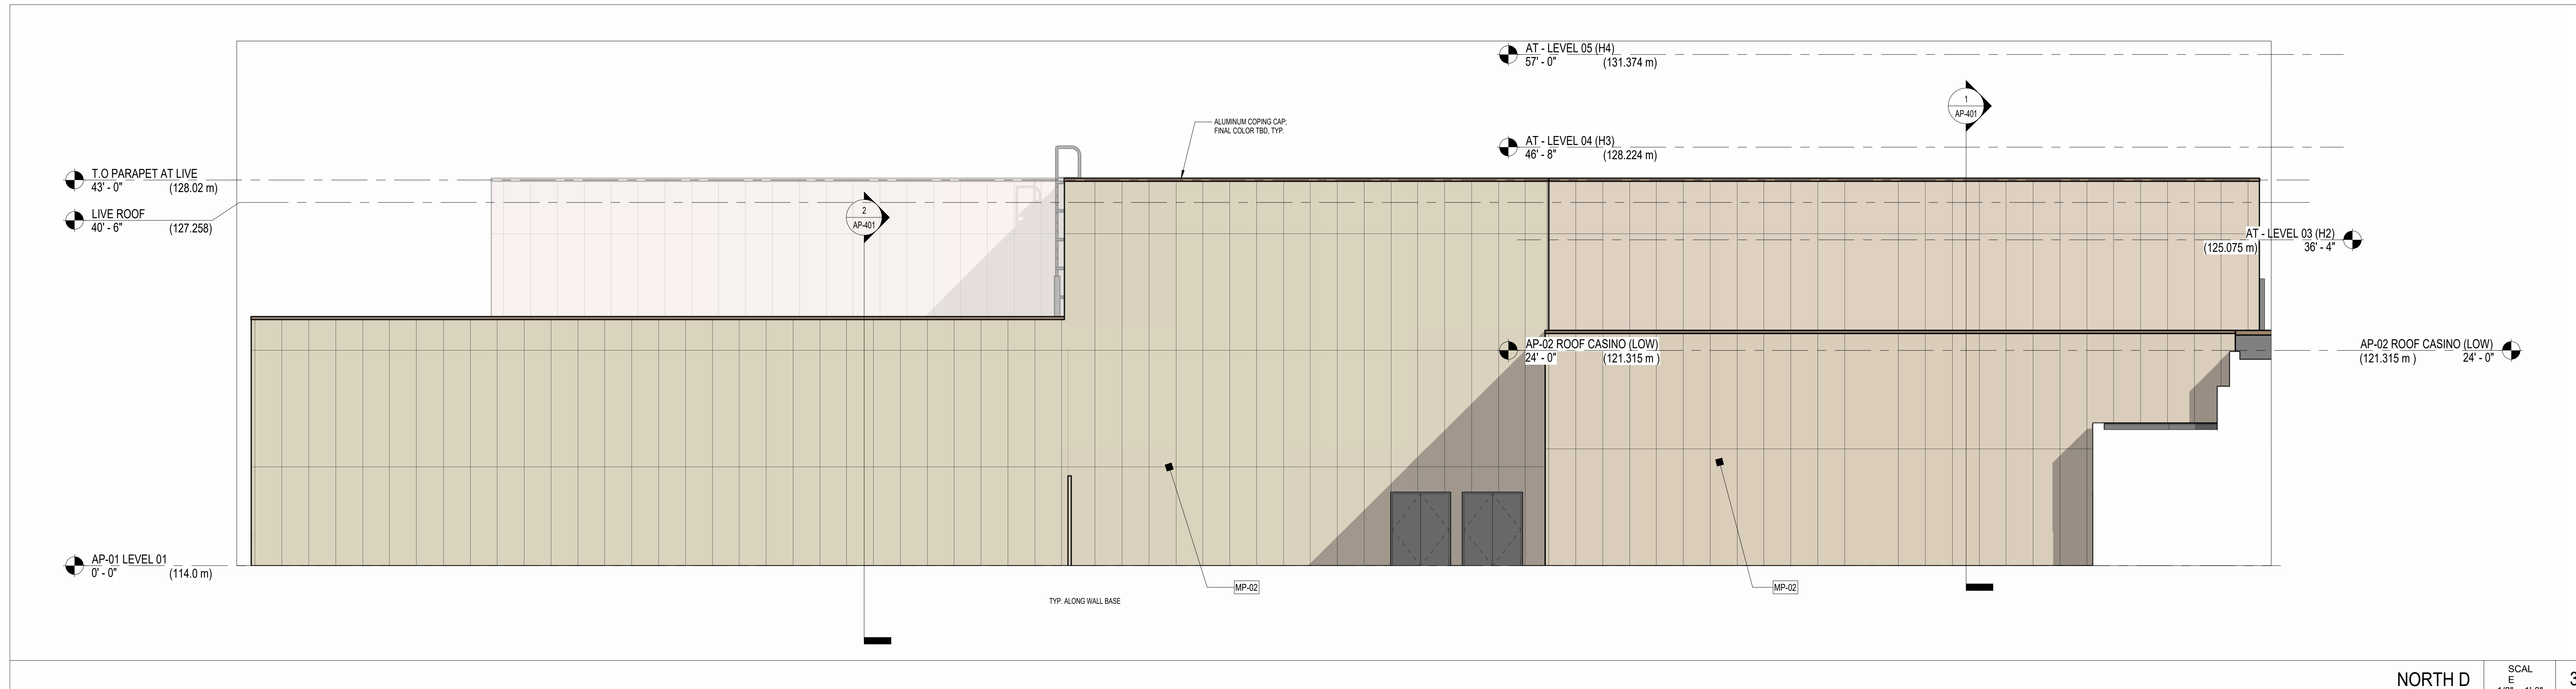 AT - LEVEL 05 (H4)
57' - 0" (131.374 m)
1
AP-401
ALUMINUM COPING CAP;
FINAL COLOR TBD, TYP.
AT - LEVEL 04 (H3)
46' - 8" (128.224 m)
T.O PARAPET AT LIVE
43' - 0" (128.02 m)
LIVE ROOF
40' - 6" (127.258)
2
AP-401
AT - LEVEL 03 (H2)
(125.075 m) 36' - 4"
AP-02 ROOF CASINO (LOW)
24' - 0" (121.315 m )
AP-02 ROOF CASINO (LOW)
(121.315 m ) 24' - 0"
AP-01 LEVEL 01
0' - 0" (114.0 m)
MP-02
MP-02
TYP. ALONG WALL BASE
NORTH D
SCAL
E
3